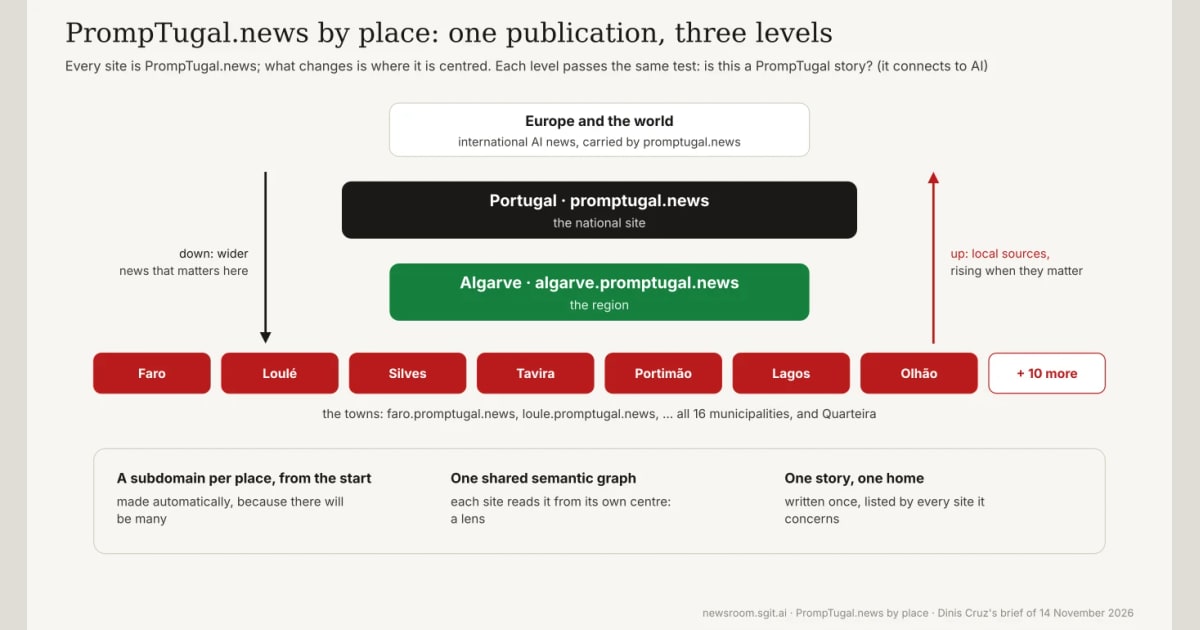 PrompTugal.news by place: one publication, three levels
Every site is PrompTugal.news; what changes is where it is centred. Each level passes the same test: is this a PrompTugal story? (it connects to AI)
Europe and the world
international AI news, carried by promptugal.news
Portugal · promptugal.news
the national site
down: wider
news that matters here
up: local sources,
rising when they matter
Algarve · algarve.promptugal.news
the region
Faro
Loulé
Silves
Tavira
Portimão
Lagos
Olhão
+ 10 more
the towns: faro.promptugal.news, loule.promptugal.news, ... all 16 municipalities, and Quarteira
A subdomain per place, from the start
made automatically, because there will
be many
One shared semantic graph
each site reads it from its own centre:
a lens
One story, one home
written once, listed by every site it
concerns
newsroom.sgit.ai · PrompTugal.news by place · Dinis Cruz's brief of 14 November 2026